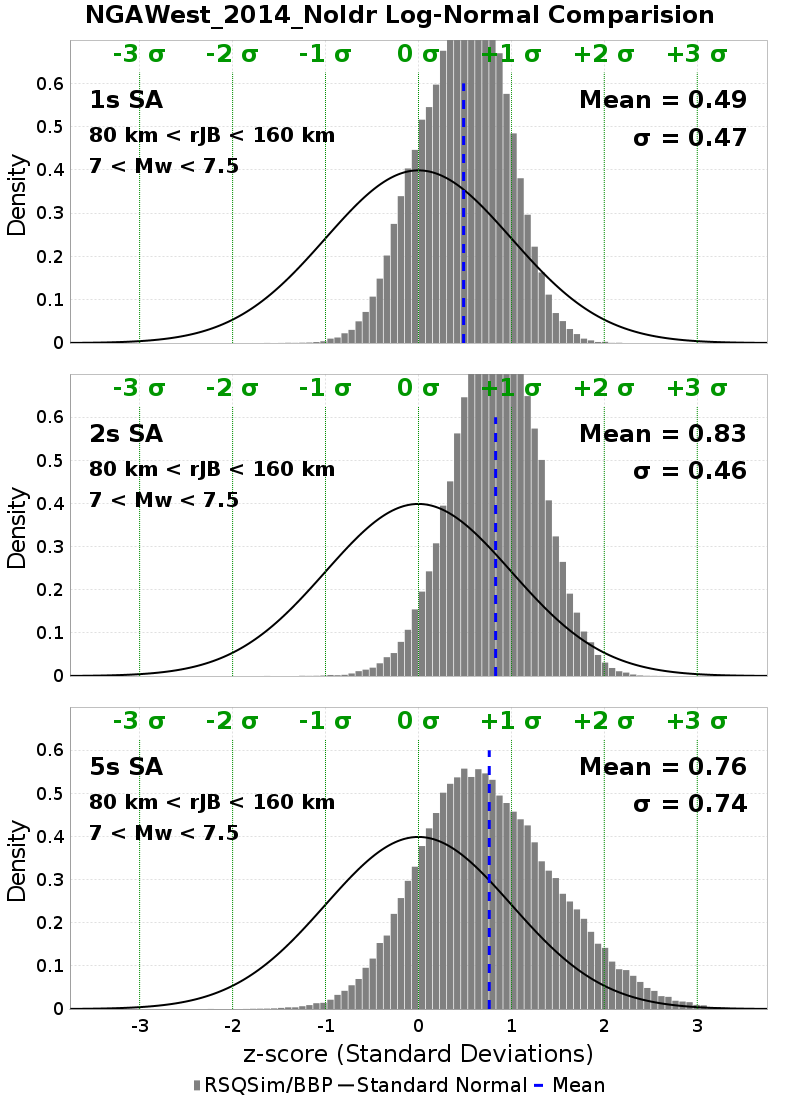 NGAWest_2014_NoIdr Log-Normal Comparision
-3 σ -2 σ -1 σ 0 σ +1 σ +2 σ +3 σ
1s SA
Mean = 0.49
80 km < rJB < 160 km
σ = 0.47
7 < Mw < 7.5
Density
0.6
0.5
0.4
0.3
0.2
0.1
0
-3 σ -2 σ -1 σ 0 σ +1 σ +2 σ +3 σ
2s SA
Mean = 0.83
80 km < rJB < 160 km
σ = 0.46
7 < Mw < 7.5
Density
0.6
0.5
0.4
0.3
0.2
0.1
0
-3 σ -2 σ -1 σ 0 σ +1 σ +2 σ +3 σ
5s SA
Mean = 0.76
80 km < rJB < 160 km
σ = 0.74
7 < Mw < 7.5
Density
0.6
0.5
0.4
0.3
0.2
0.1
0
-3 -2 -1 0 1 2 3
z-score (Standard Deviations)
RSQSim/BBP Standard Normal Mean